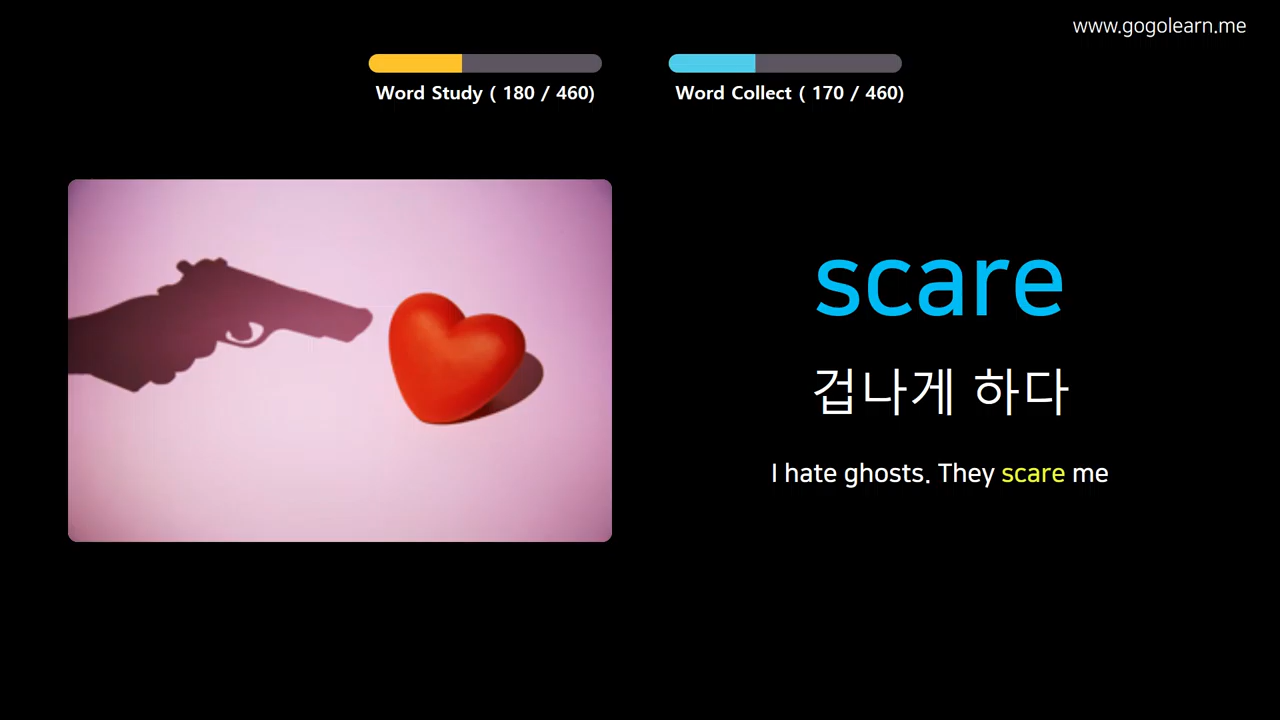 www.gogolearn.me
Word Study ( 180 / 460)
Word Collect ( 170 / 460)
scare
겁나게 하다
I hate ghosts. They scare me